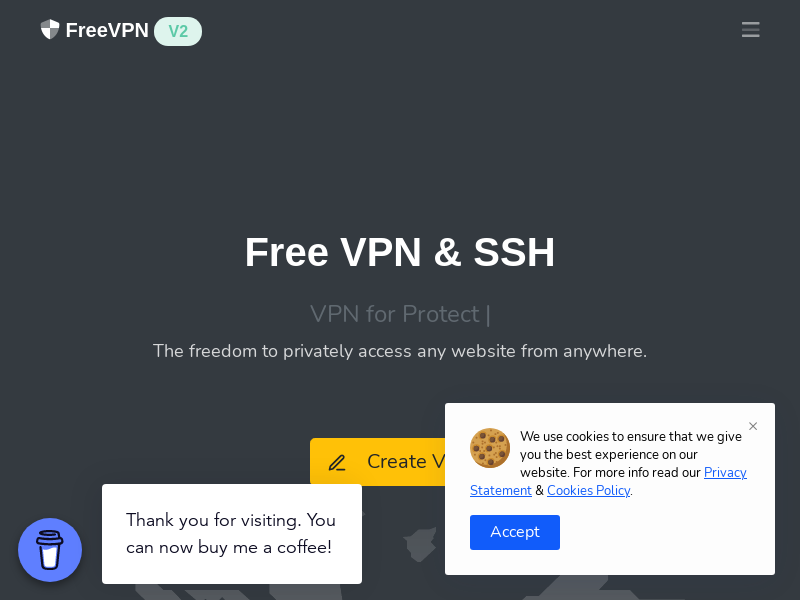 FreeVPN V2
Free VPN & SSH
VPN for Protect |
The freedom to privately access any website from anywhere.
Create V
We use cookies to ensure that we give
you the best experience on our
website. For more info read our Privacy
Statement & Cookies Policy.
Accept
Thank you for visiting. You
can now buy me a coffee!